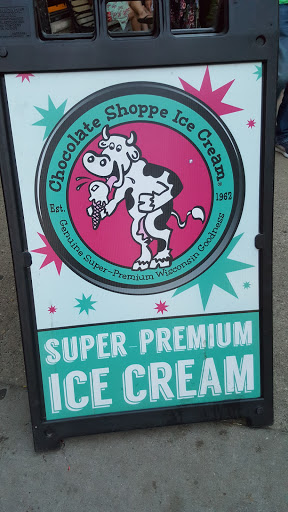 Chocolate Shoppe Ice Cream®
Est. 1962
Genuine Super-Premium Wisconsin Goodness
SUPER-PREMIUM
ICE CREAM